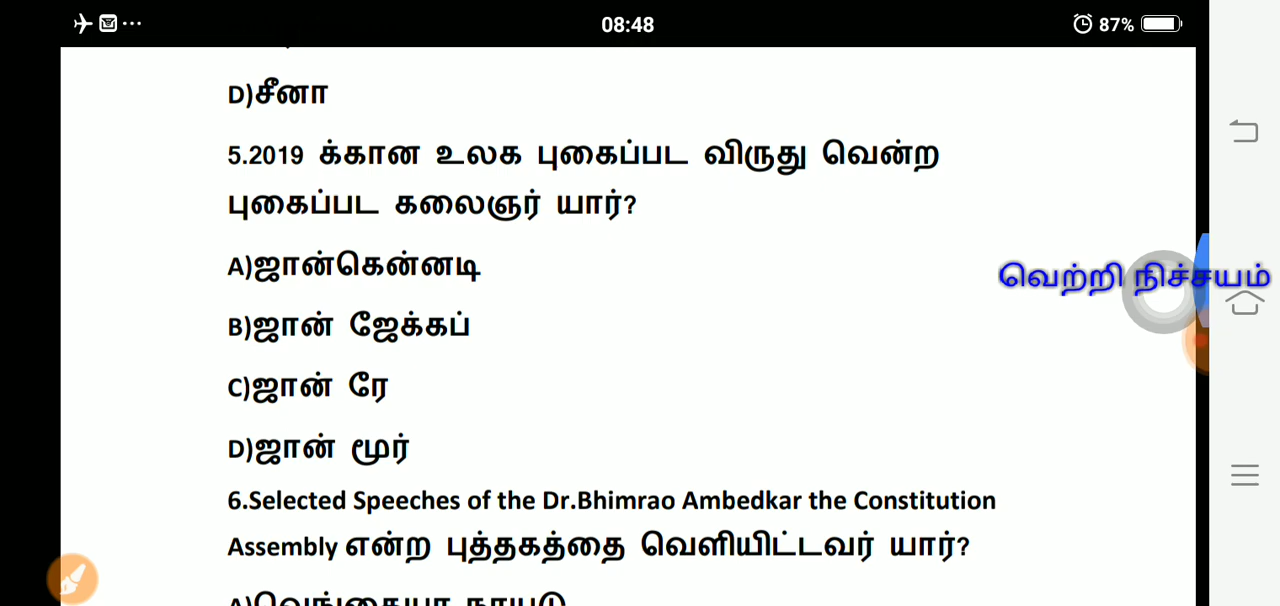 08:48
87%
D)சீனா
5.2019 க்கான உலக புகைப்பட விருது வென்ற
புகைப்பட கலைஞர் யார்?
A)ஜான்கென்னடி
வெற்றி நிச்சயம்
B)ஜான் ஜேக்கப்
C)ஜான் ரே
D)ஜான் மூர்
6.Selected Speeches of the Dr.Bhimrao Ambedkar the Constitution
Assembly என்ற புத்தகத்தை வெளியிட்டவர் யார்?
A)வெங்கையா நாயுடு